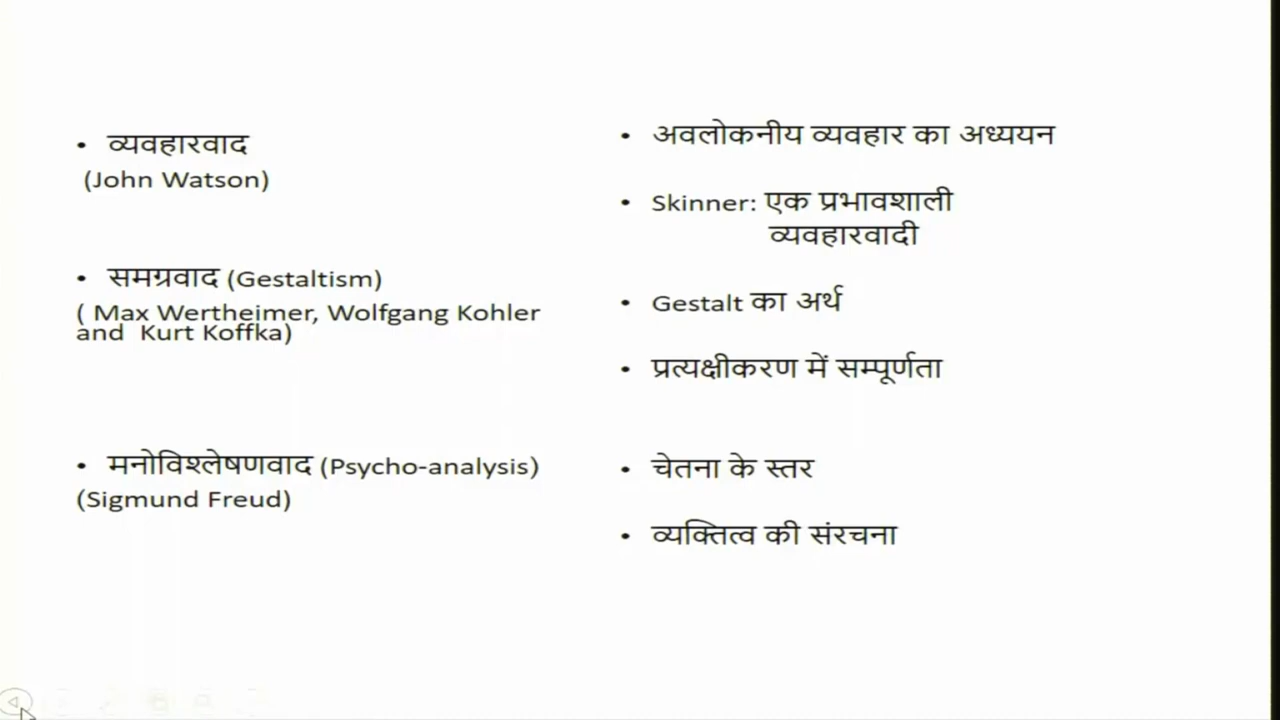 • व्यवहारवाद
(John Watson)
• समग्रवाद (Gestaltism)
( Max Wertheimer, Wolfgang Kohler
and Kurt Koffka)
• मनोविश्लेषणवाद (Psycho-analysis)
(Sigmund Freud)
• अवलोकनीय व्यवहार का अध्ययन
• Skinner: एक प्रभावशाली
व्यवहारवादी
• Gestalt का अर्थ
• प्रत्यक्षीकरण में सम्पूर्णता
• चेतना के स्तर
• व्यक्तित्व की संरचना